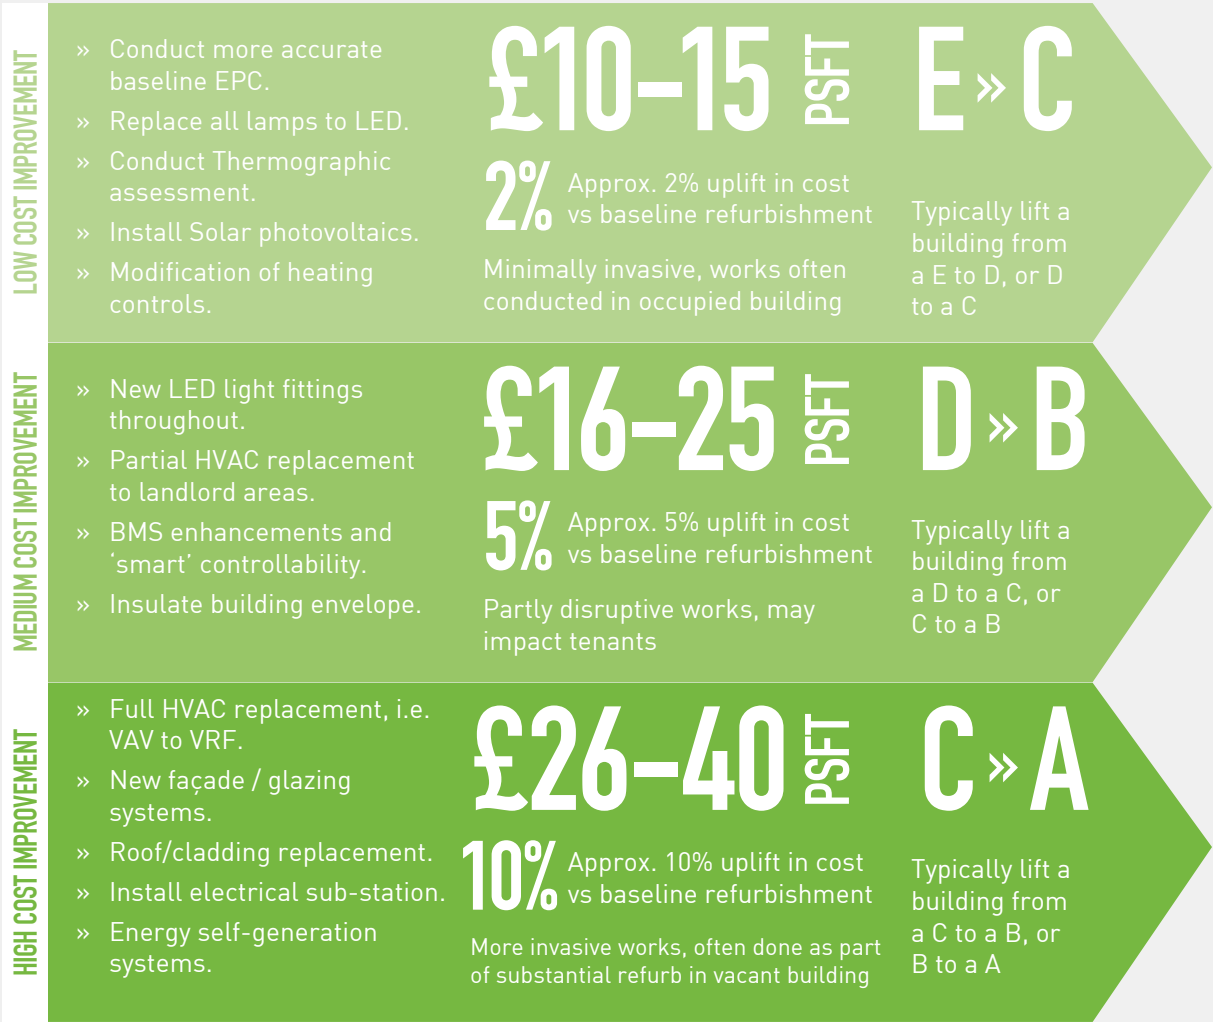 LOW COST IMPROVEMENT
» Conduct more accurate
baseline EPC.
» Replace all lamps to LED.
» Conduct Thermographic
assessment.
» Install Solar photovoltaics.
» Modification of heating
controls.
£10–15 PSFT
2% Approx. 2% uplift in cost
vs baseline refurbishment
Minimally invasive, works often
conducted in occupied building
E » C
Typically lift a
building from
a E to D, or D
to a C
MEDIUM COST IMPROVEMENT
» New LED light fittings
throughout.
» Partial HVAC replacement
to landlord areas.
» BMS enhancements and
‘smart’ controllability.
» Insulate building envelope.
£16–25 PSFT
5% Approx. 5% uplift in cost
vs baseline refurbishment
Partly disruptive works, may
impact tenants
D » B
Typically lift a
building from
a D to a C, or
C to a B
HIGH COST IMPROVEMENT
» Full HVAC replacement, i.e.
VAV to VRF.
» New façade / glazing
systems.
» Roof/cladding replacement.
» Install electrical sub-station.
» Energy self-generation
systems.
£26–40 PSFT
10% Approx. 10% uplift in cost
vs baseline refurbishment
More invasive works, often done as part
of substantial refurb in vacant building
C » A
Typically lift a
building from
a C to a B, or
B to a A